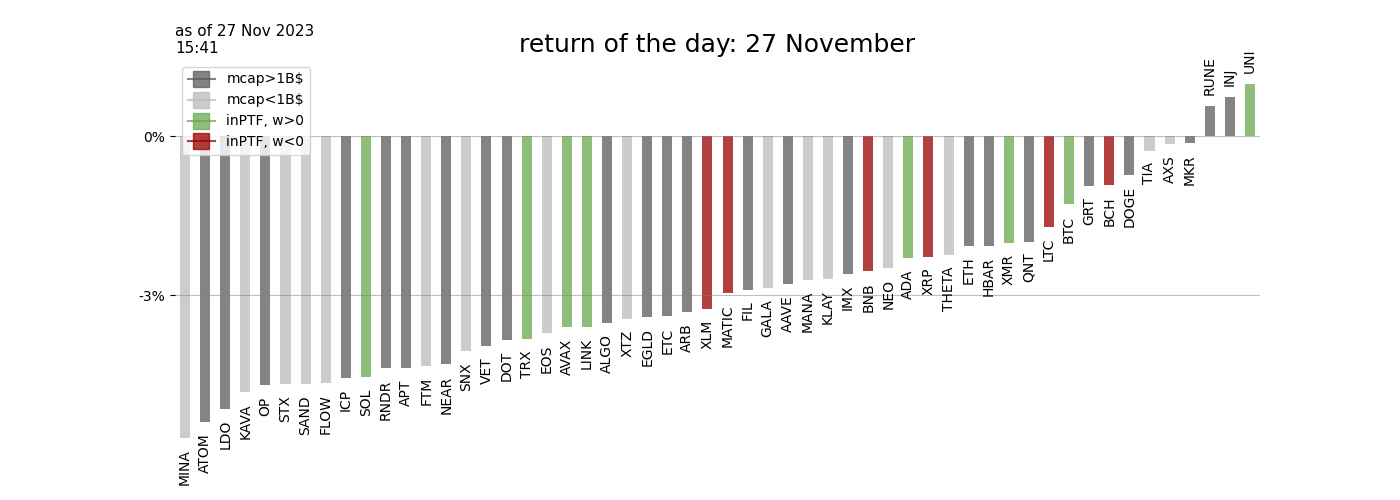 as of 27 Nov 2023
15:41
return of the day: 27 November
mcap>1B$
mcap<1B$
inPTF, w>0
inPTF, w<0
0%
-3%
MINA
ATOM
LDO
KAVA
OP
STX
SAND
FLOW
ICP
SOL
RNDR
APT
FTM
NEAR
SNX
VET
DOT
TRX
EOS
AVAX
LINK
ALGO
XTZ
EGLD
ETC
ARB
XLM
MATIC
FIL
GALA
AAVE
MANA
KLAY
IMX
BNB
NEO
ADA
XRP
THETA
ETH
HBAR
XMR
QNT
LTC
BTC
GRT
BCH
DOGE
TIA
AXS
MKR
RUNE
INJ
UNI